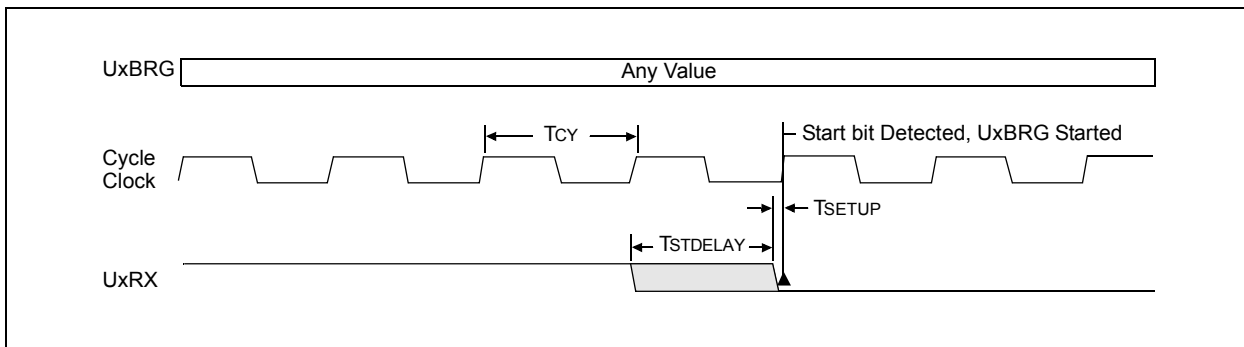 UxBRG
Any Value
TCY
Start bit Detected, UxBRG Started
Cycle
Clock
TSETUP
TSTDELAY
UxRX